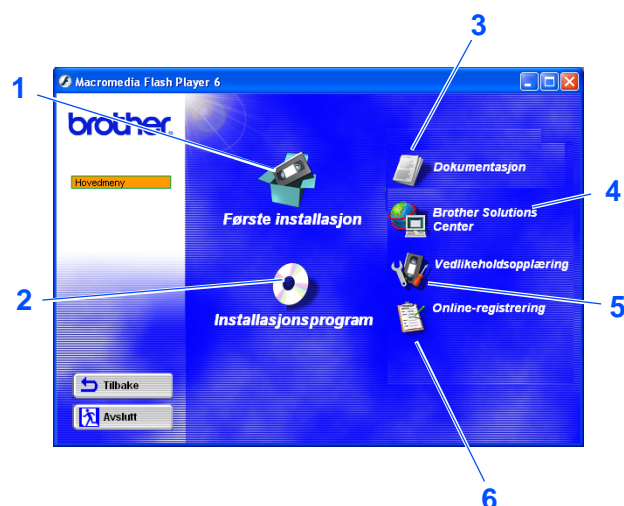 3
1
Macromedia Flash Player 6
brother
Hovedmeny
Dokumentasjon
Første installasjon
Brother Solutions
Center
4
2
Vedlikeholdsopplæring
5
Installasjonsprogram
Online-registrering
Tilbake
Avslutt
6